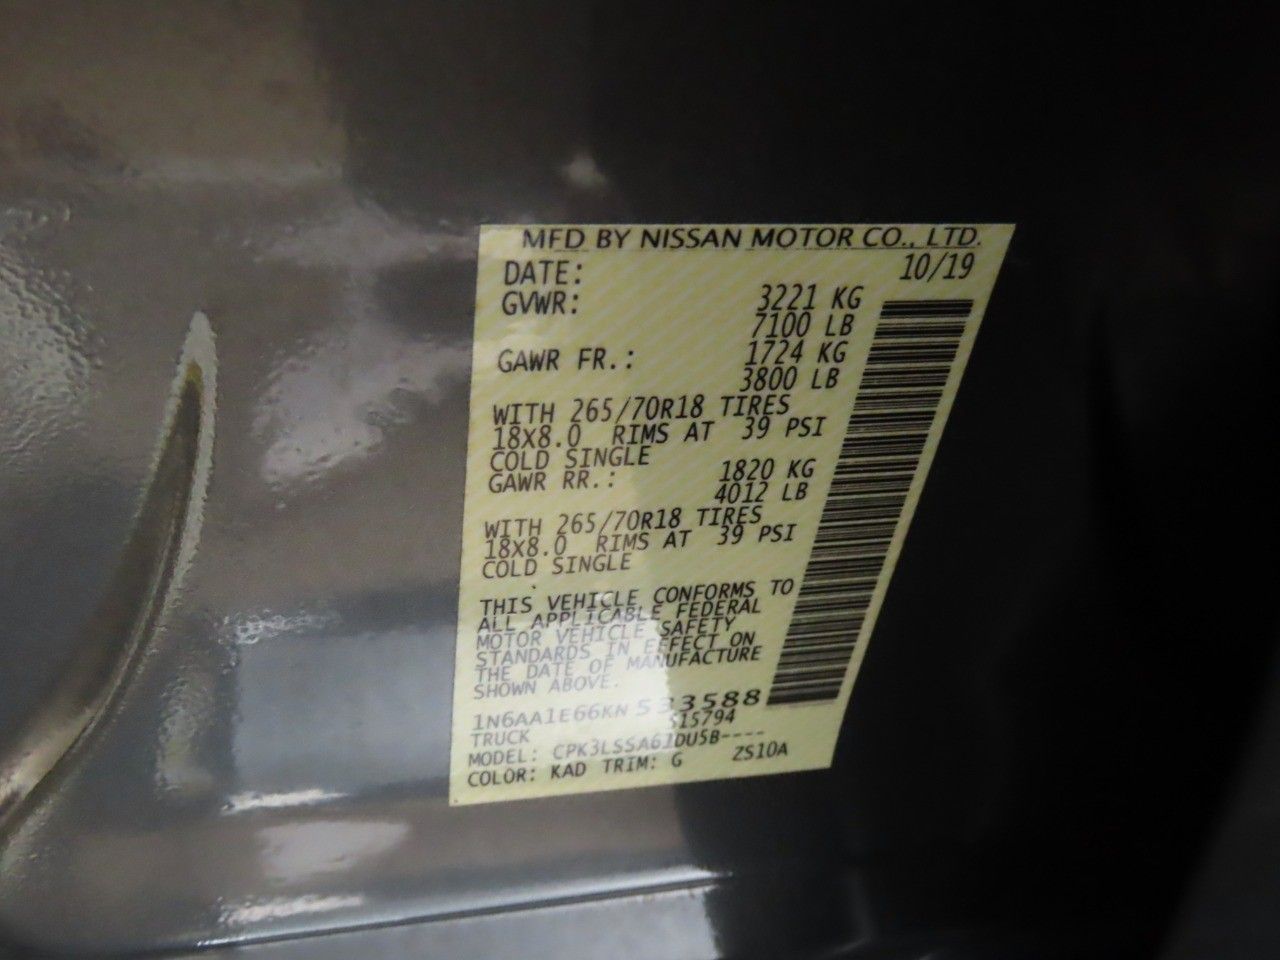 MFD BY NISSAN MOTOR CO., LTD.
DATE: 10/19
GVWR: 3221 KG
7100 LB
GAWR FR.: 1724 KG
3800 LB
WITH 265/70R18 TIRES
18X8.0 RIMS AT 39 PSI
COLD SINGLE
GAWR RR.: 1820 KG
4012 LB
WITH 265/70R18 TIRES
18X8.0 RIMS AT 39 PSI
COLD SINGLE
THIS VEHICLE CONFORMS TO
ALL APPLICABLE FEDERAL
MOTOR VEHICLE SAFETY
STANDARDS IN EFFECT ON
THE DATE OF MANUFACTURE
SHOWN ABOVE.
1N6AA1E66KN533588
TRUCK 515794
MODEL: CPK3LSSA61DU5B----
COLOR: KAD TRIM: G ZS10A